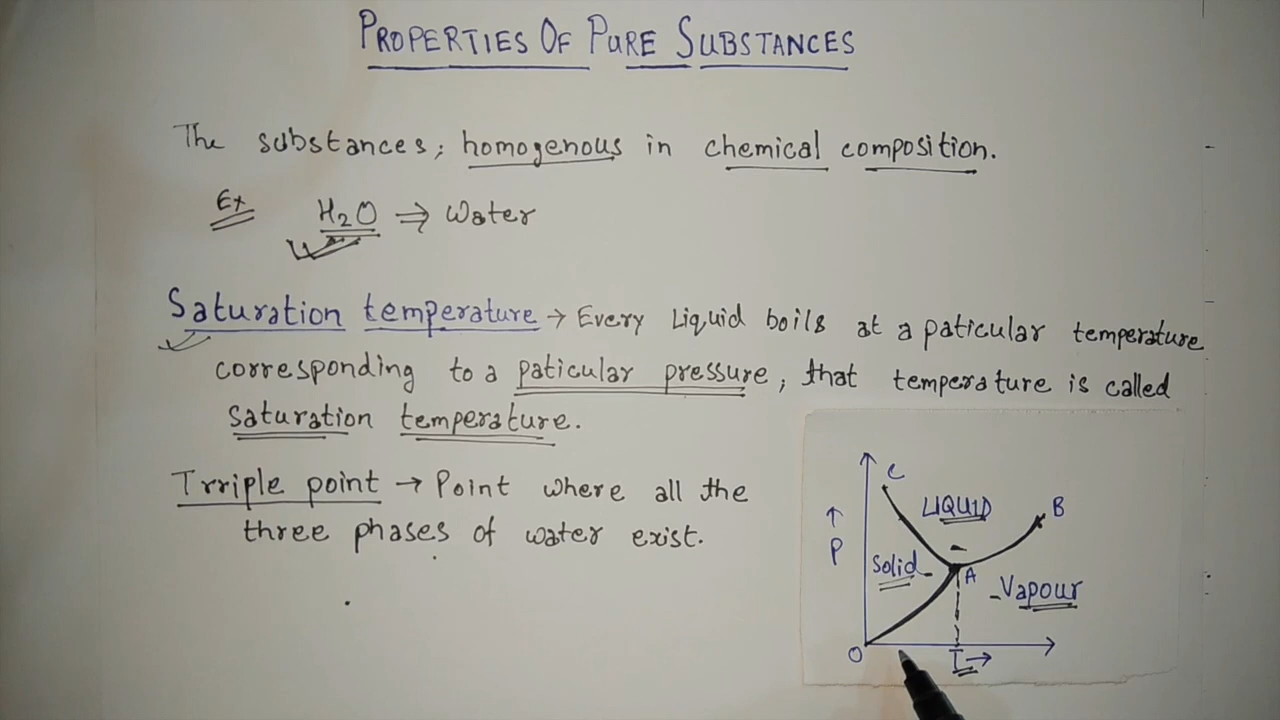 PROPERTIES OF PURE SUBSTANCES
The substances; homogenous in chemical composition.
Ex H₂O ⇒ Water
Saturation temperature → Every Liquid boils at a paticular temperature
corresponding to a paticular pressure, that temperature is called
saturation temperature.
Trriple point → Point where all the
three phases of water exist.
C
LIQUID B
↑
P
Solid A
Vapour
O T →